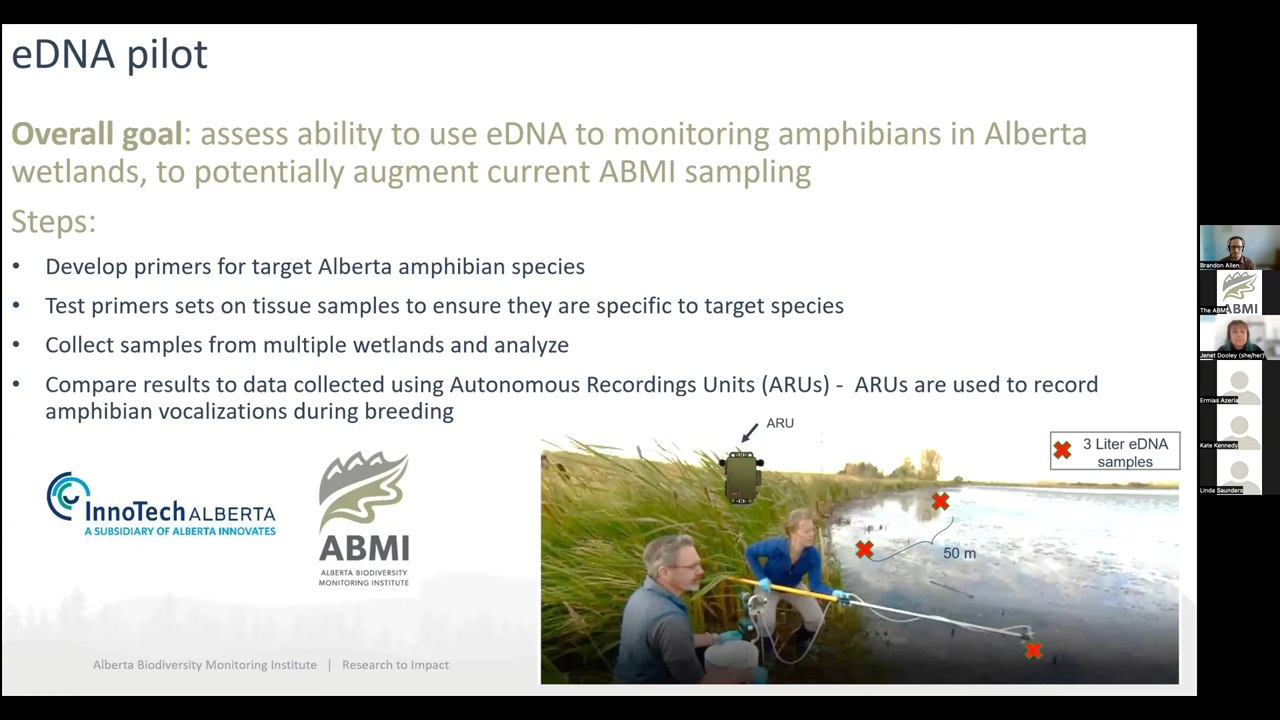 eDNA pilot
Overall goal: assess ability to use eDNA to monitoring amphibians in Alberta
wetlands, to potentially augment current ABMI sampling
Steps:
• Develop primers for target Alberta amphibian species
• Test primers sets on tissue samples to ensure they are specific to target species
• Collect samples from multiple wetlands and analyze
• Compare results to data collected using Autonomous Recordings Units (ARUs) - ARUs are used to record
amphibian vocalizations during breeding
ARU
3 Liter eDNA
samples
50 m
InnoTech ALBERTA
A SUBSIDIARY OF ALBERTA INNOVATES
ABMI
ALBERTA BIODIVERSITY
MONITORING INSTITUTE
Alberta Biodiversity Monitoring Institute | Research to Impact
Brandon Allen
ABMI
The ABMI
Jenet Dooley (she/her)
Ermias Azeria
Kate Kennedy
Linda Saunders